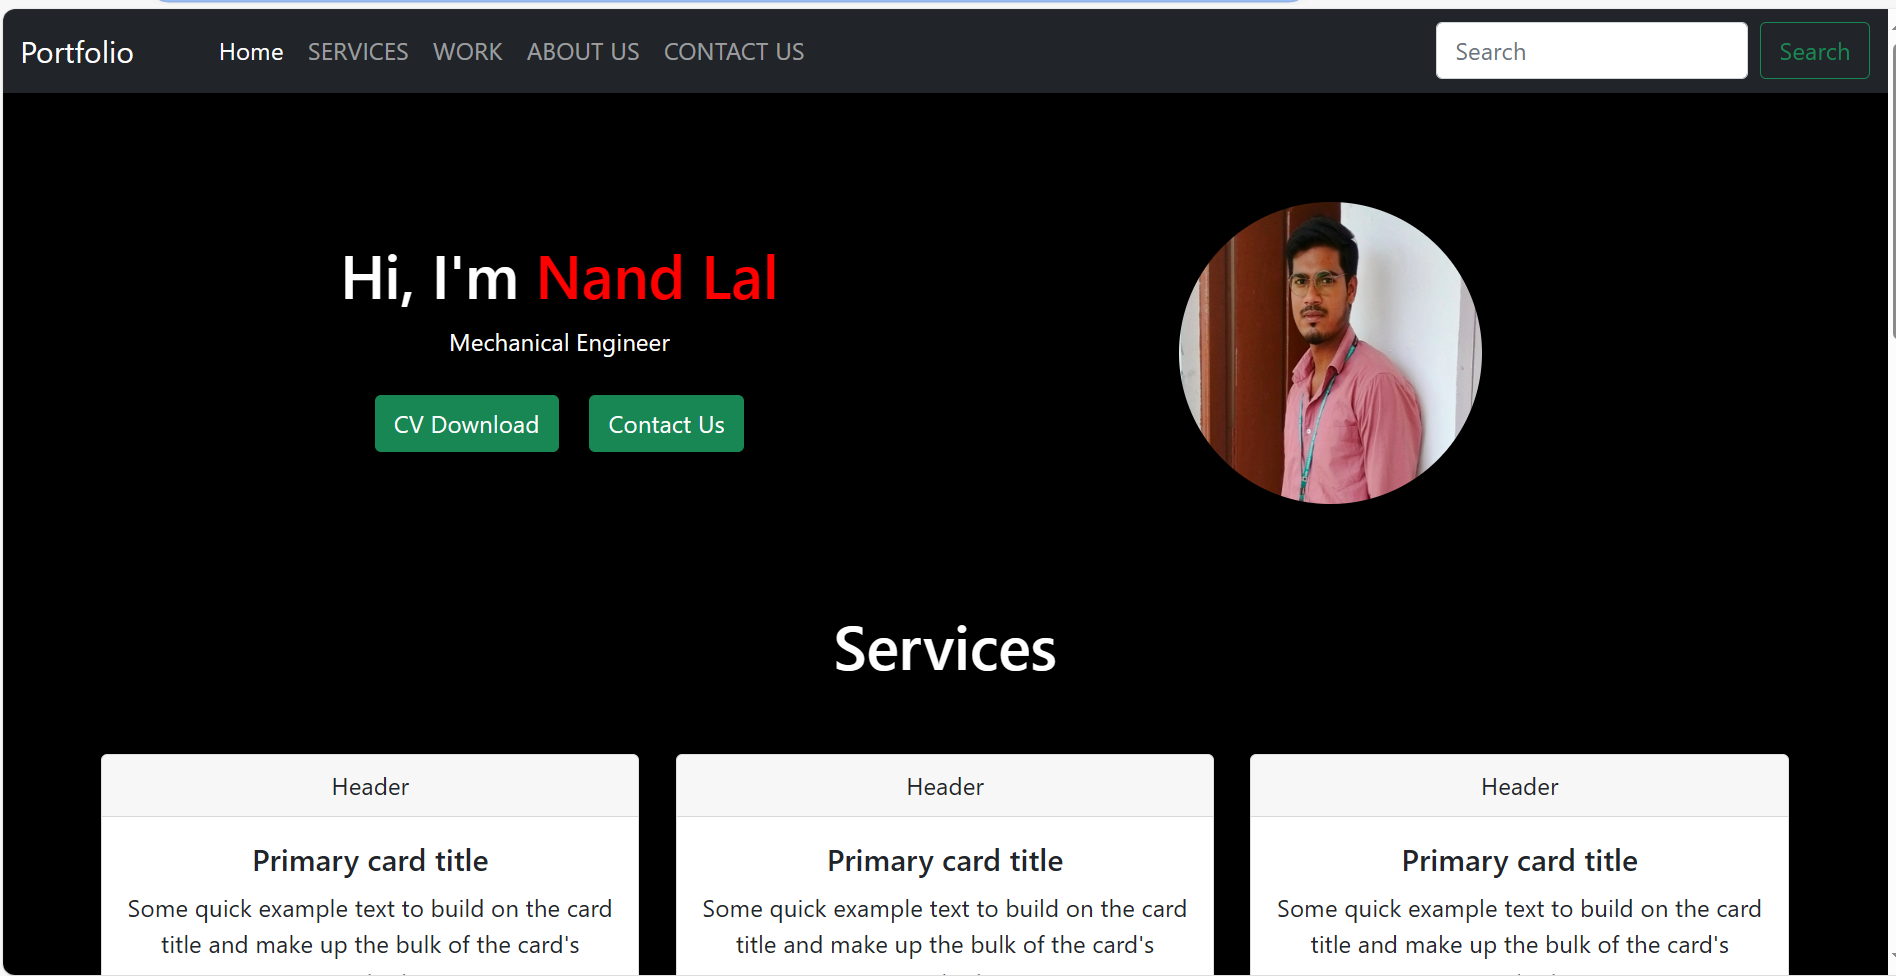 Portfolio Home SERVICES WORK ABOUT US CONTACT US Search Search
Hi, I'm Nand Lal
Mechanical Engineer
CV Download Contact Us
Services
Header Header Header
Primary card title Primary card title Primary card title
Some quick example text to build on the card Some quick example text to build on the card Some quick example text to build on the card
title and make up the bulk of the card's title and make up the bulk of the card's title and make up the bulk of the card's